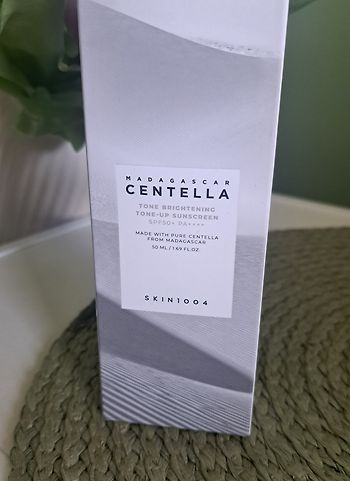 MADAGASCAR
CENTELLA
TONE BRIGHTENING
TONE-UP SUNSCREEN
SPF50+ PA++++
MADE WITH PURE CENTELLA
FROM MADAGASCAR
50 ML / 1.69 FL.OZ
SKIN1004